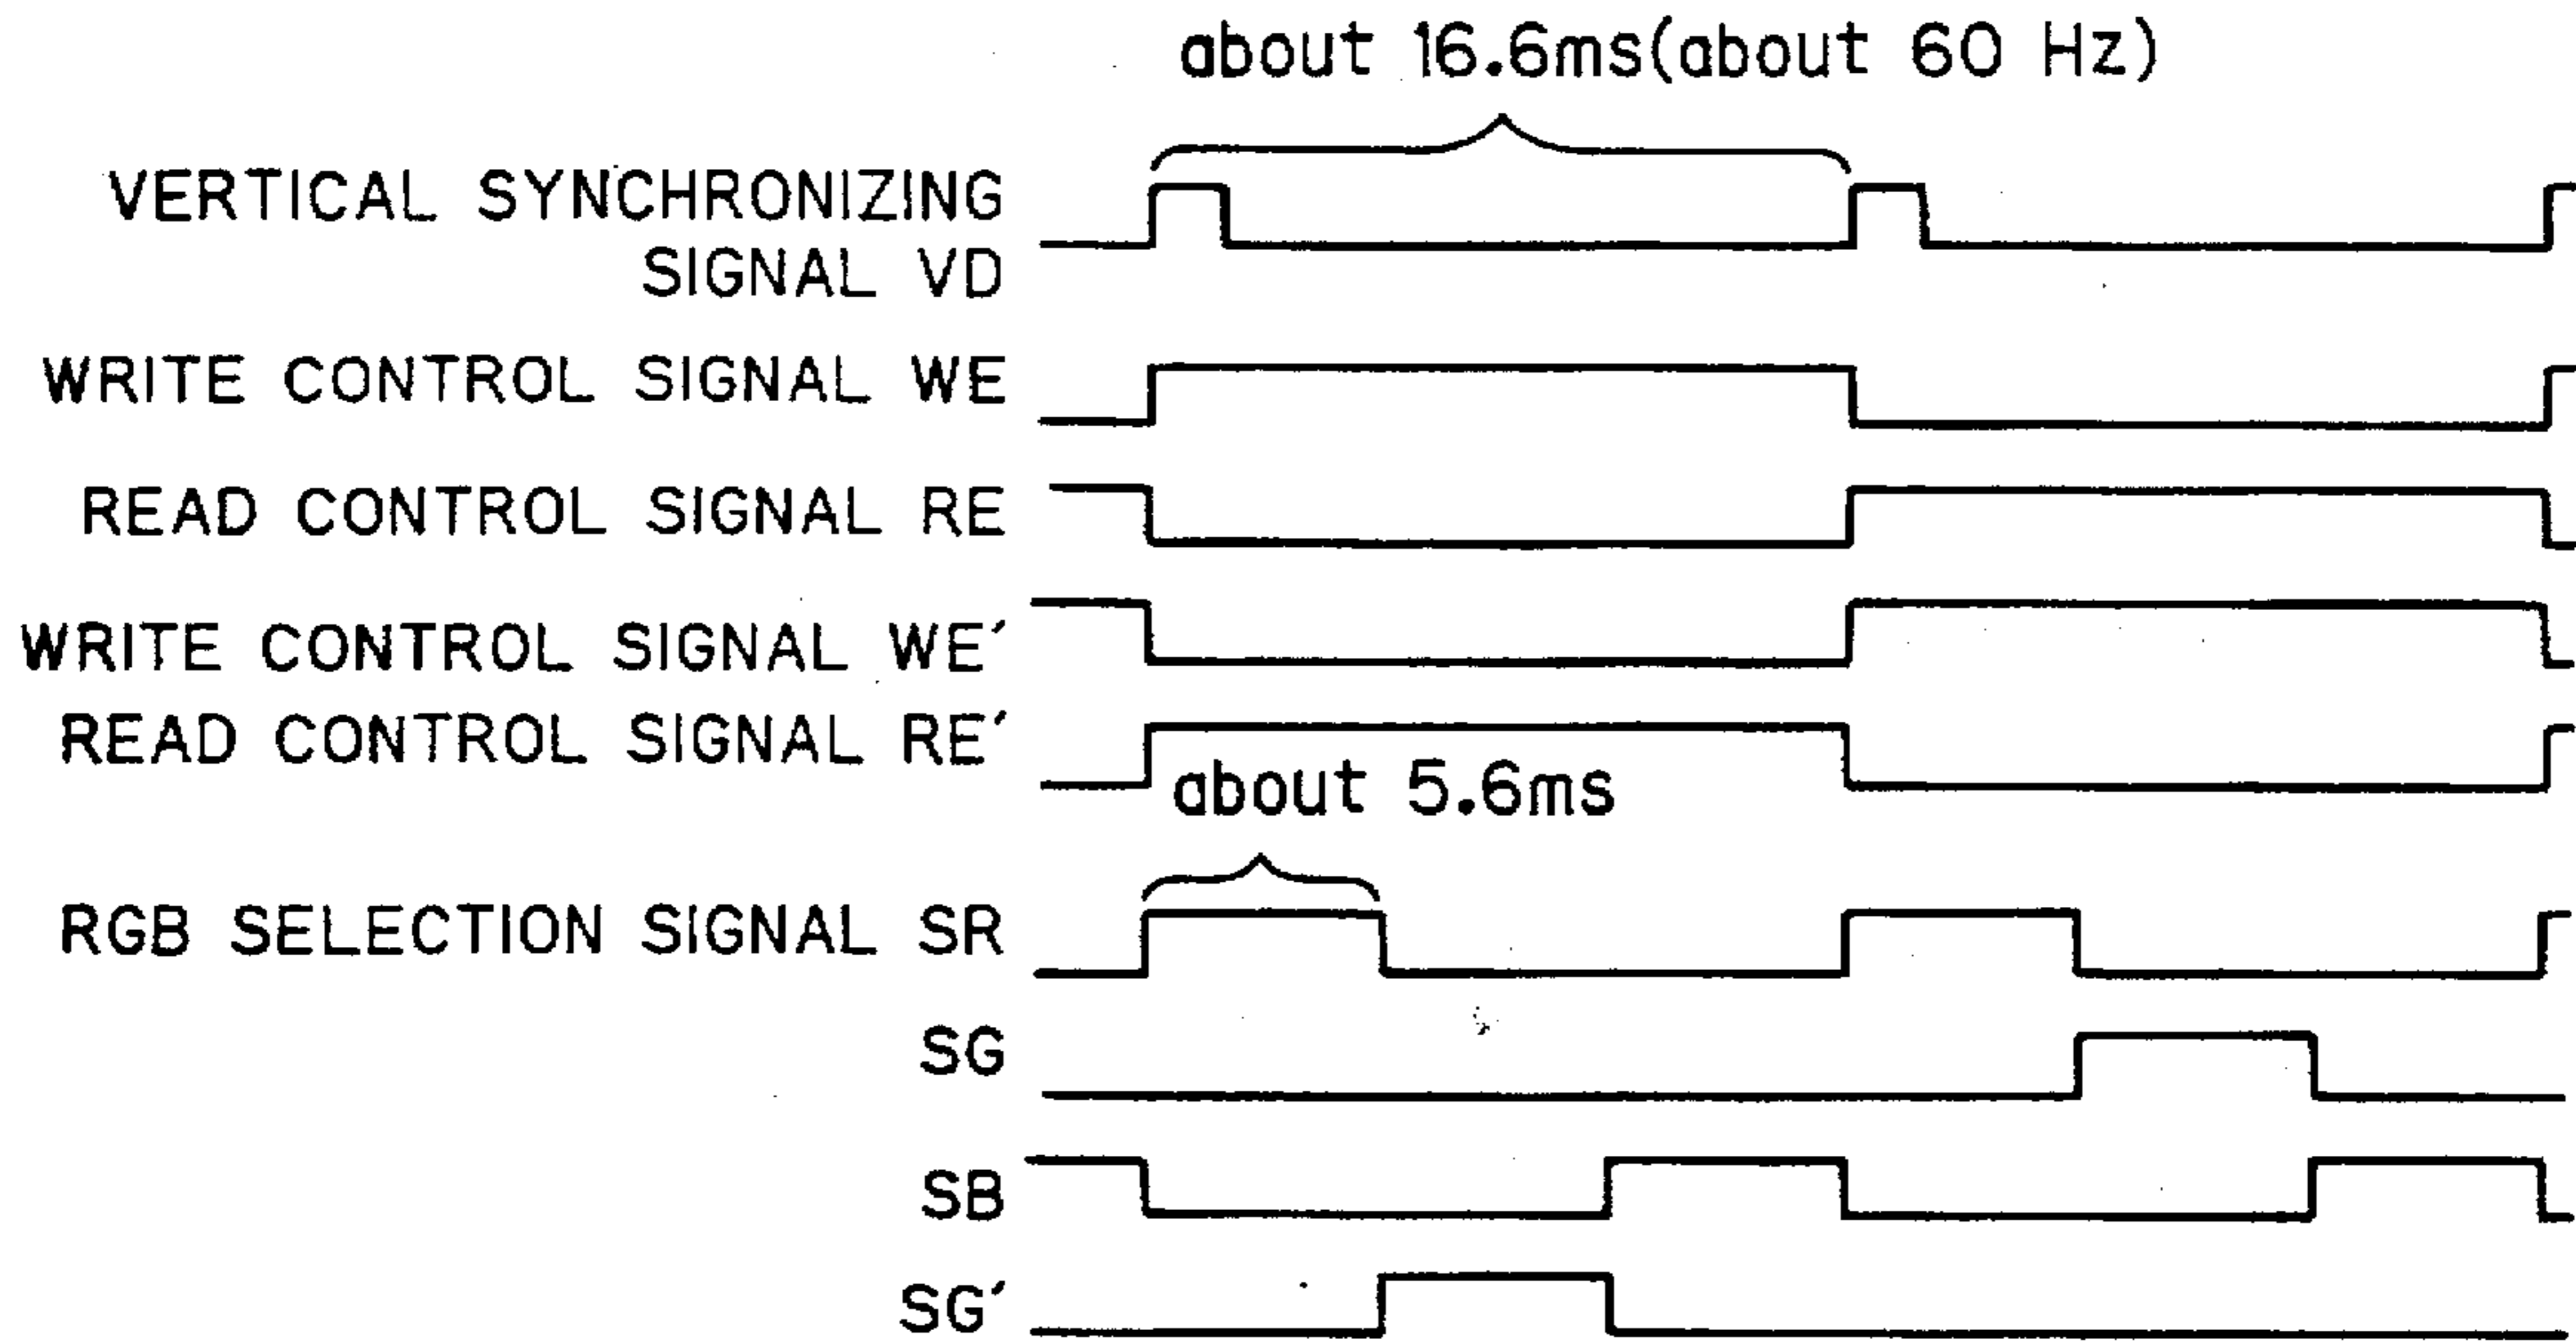 about 16.6ms(about 60 Hz)
VERTICAL SYNCHRONIZING
SIGNAL VD
WRITE CONTROL SIGNAL WE
READ CONTROL SIGNAL RE
WRITE CONTROL SIGNAL WE′
READ CONTROL SIGNAL RE′
about 5.6ms
RGB SELECTION SIGNAL SR
SG
SB
SG′